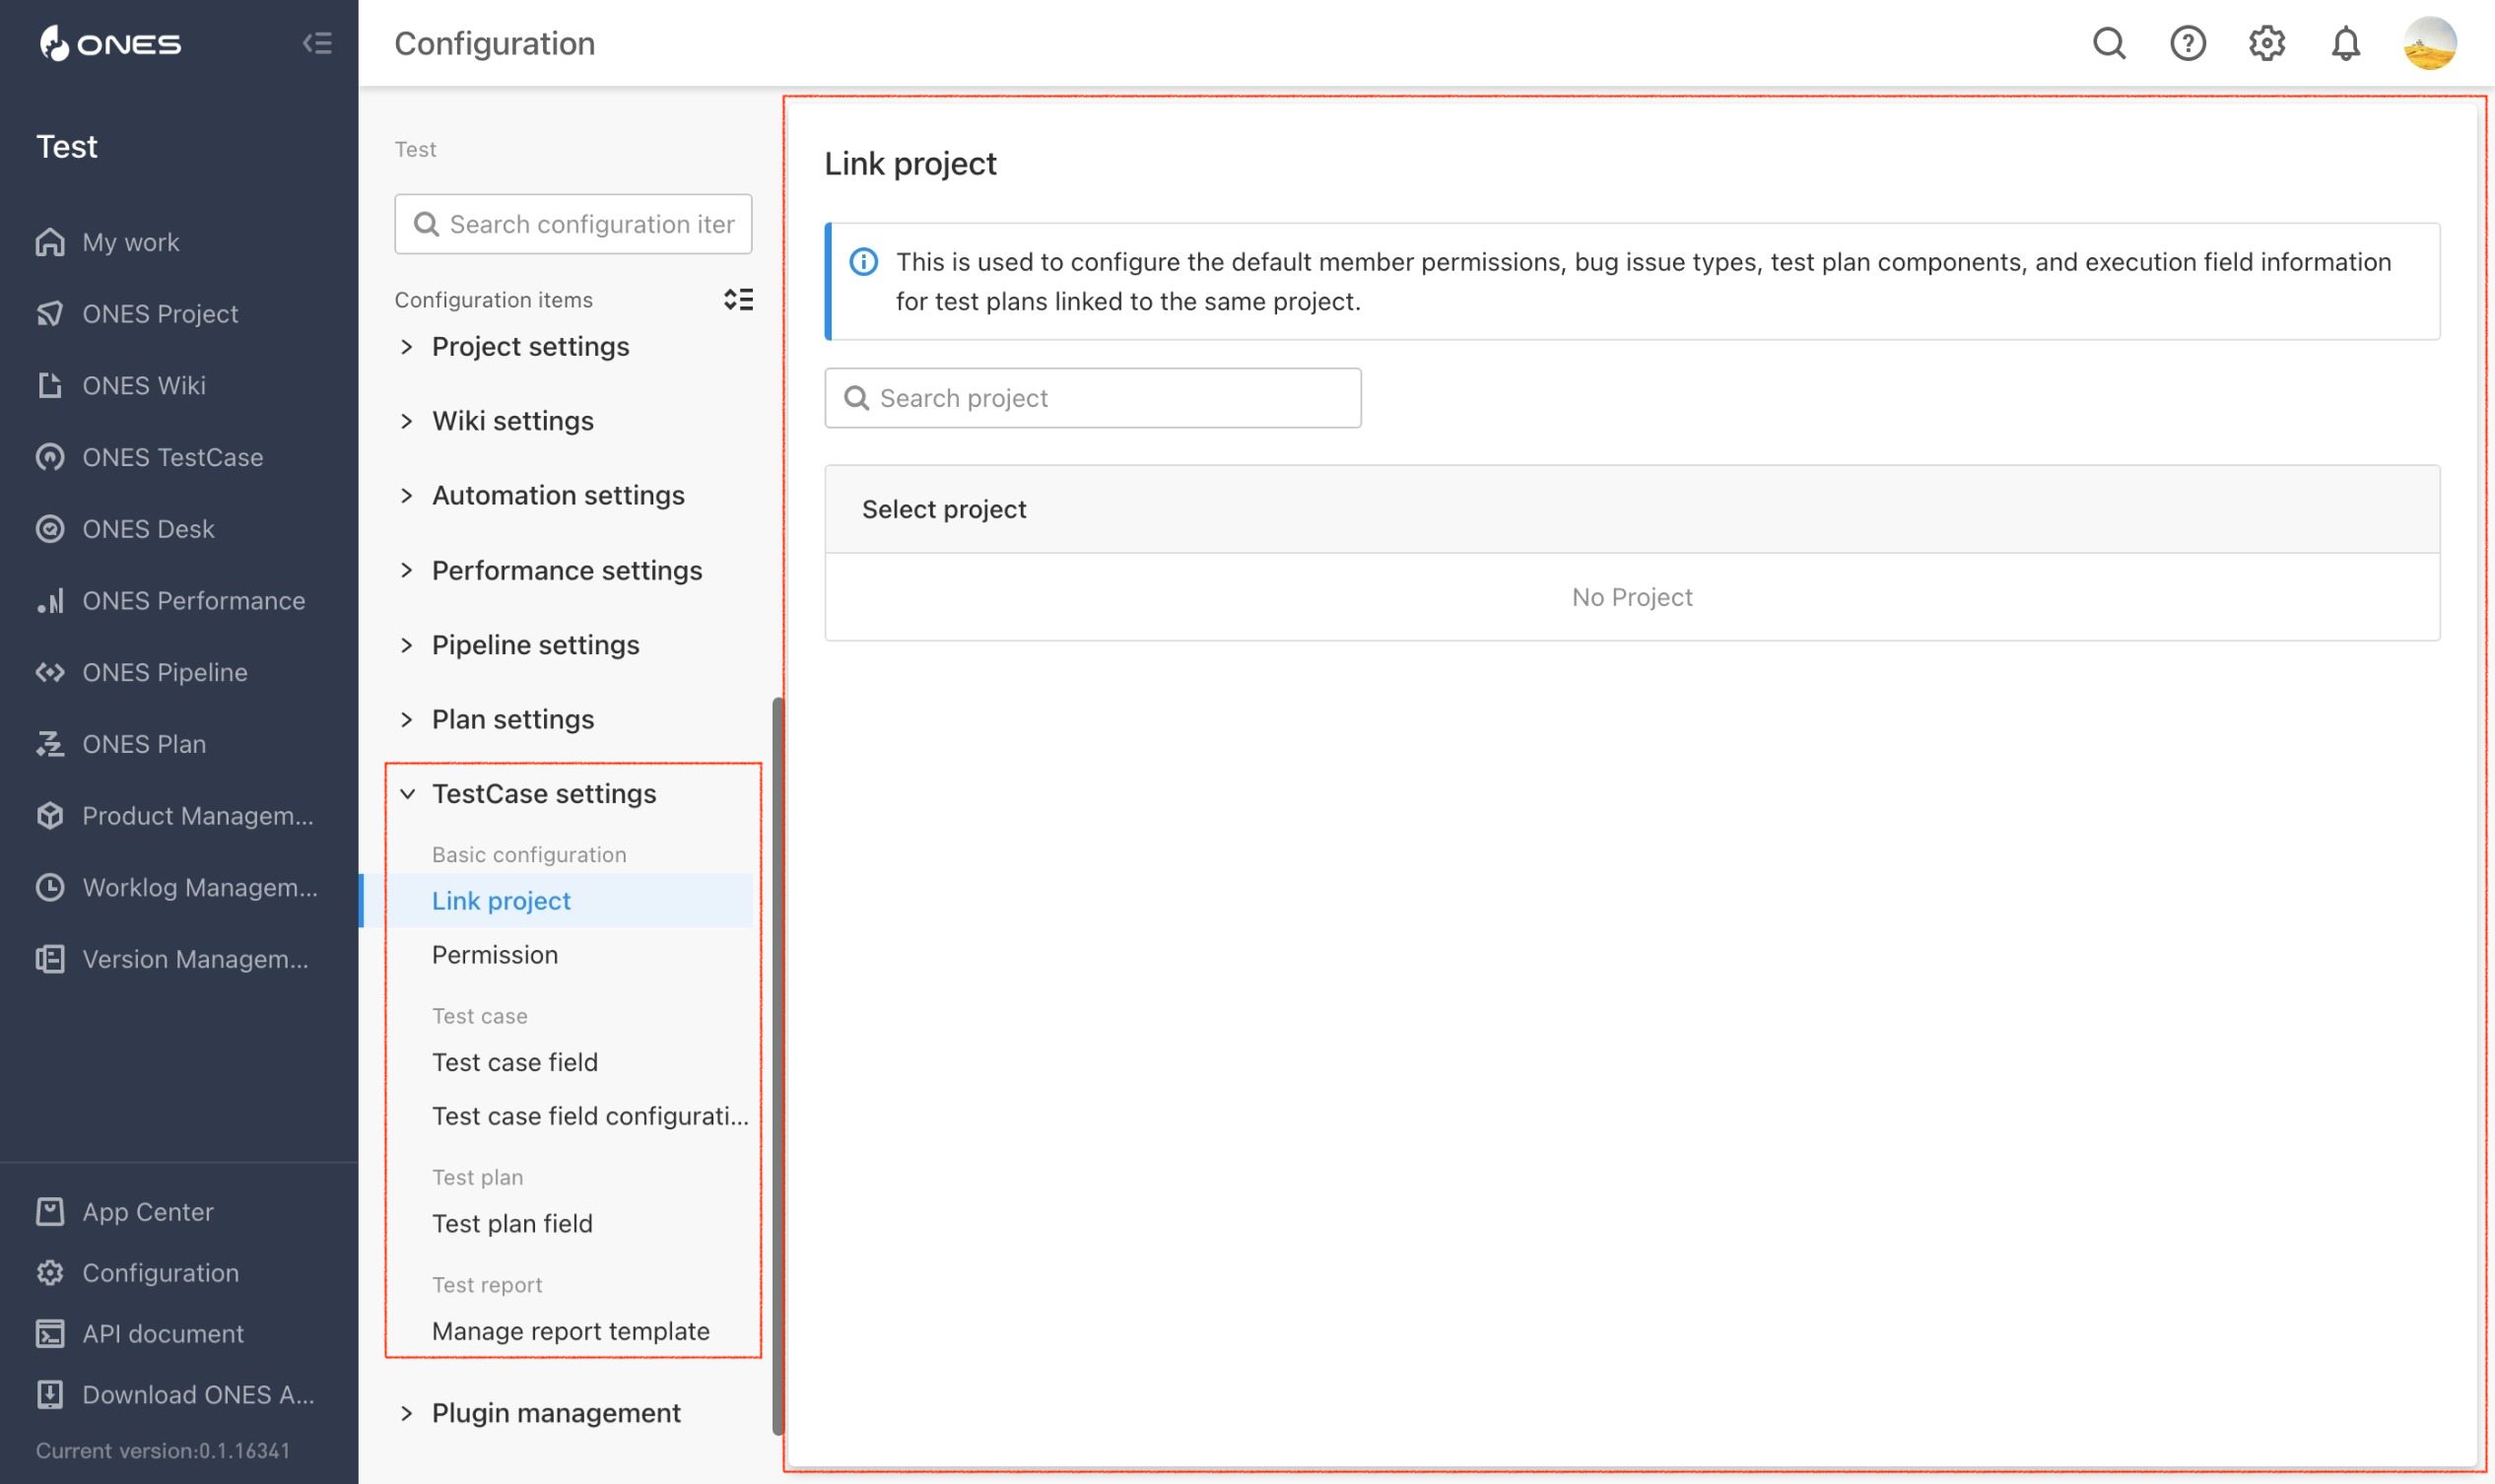 ONES
Configuration
Test
My work
ONES Project
ONES Wiki
ONES TestCase
ONES Desk
ONES Performance
ONES Pipeline
ONES Plan
Product Managem...
Worklog Managem...
Version Managem...
App Center
Configuration
API document
Download ONES A...
Current version:0.1.16341
Test
Search configuration iter
Configuration items
Project settings
Wiki settings
Automation settings
Performance settings
Pipeline settings
Plan settings
TestCase settings
Basic configuration
Link project
Permission
Test case
Test case field
Test case field configurati...
Test plan
Test plan field
Test report
Manage report template
Plugin management
Link project
This is used to configure the default member permissions, bug issue types, test plan components, and execution field information
for test plans linked to the same project.
Search project
Select project
No Project